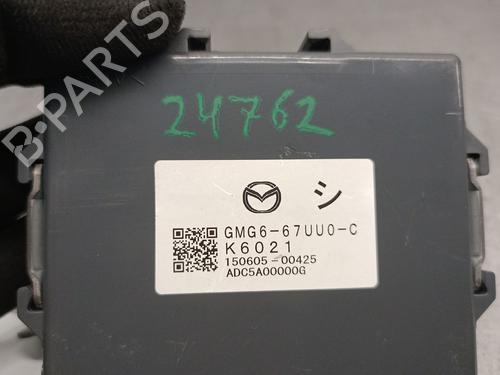 B-PARTS
24762
シ
GMG6-67UU0-C
K6021
150605-00425
ADC5A00000G